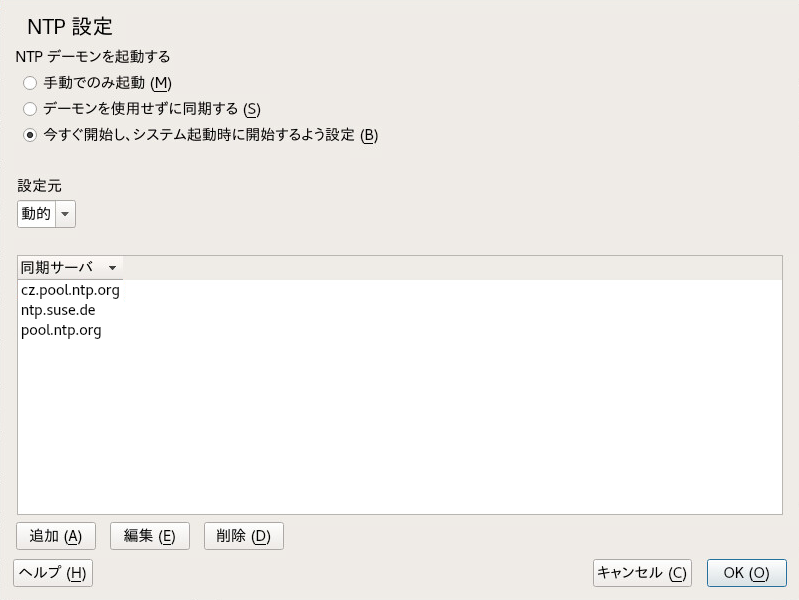 NTP 設定
NTP デーモンを起動する
手動でのみ起動 (M)
デーモンを使用せずに同期する (S)
今すぐ開始し、システム起動時に開始するよう設定 (B)
設定元
動的
同期サーバ
cz.pool.ntp.org
ntp.suse.de
pool.ntp.org
追加 (A) 編集 (E) 削除 (D)
ヘルプ (H) キャンセル (C) OK (O)